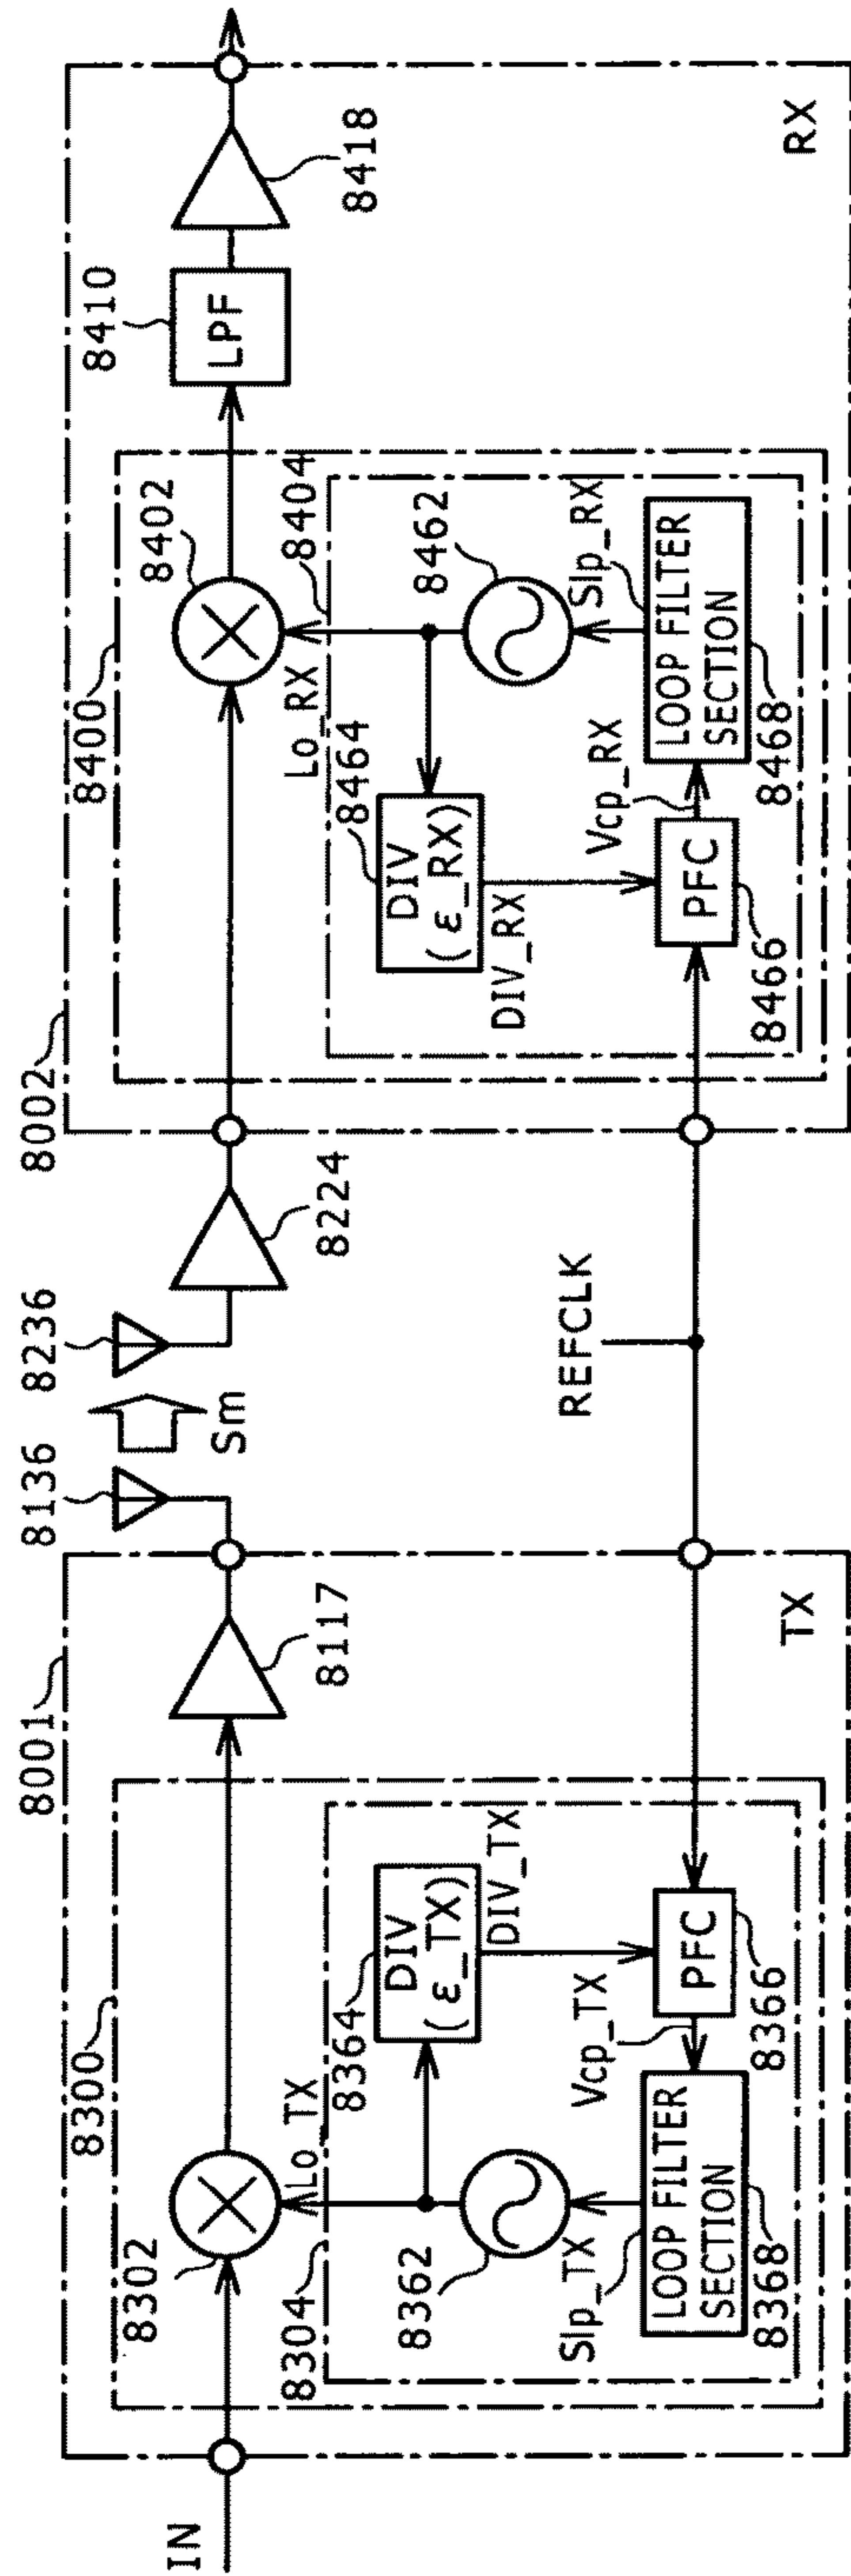 8001
8136
8236
8002
8300
8400
8410
Sm
IN
8302
8402
LPF
8117
8224
8418
8304
Lo_TX
8364
Lo_RX
8404
8464
DIV
(ε_TX)
DIV
(ε_RX)
8362
8462
DIV_TX
DIV_RX
REFCLK
Slp_TX
Vcp_TX
Vcp_RX
Slp_RX
LOOP FILTER
SECTION
PFC
PFC
LOOP FILTER
SECTION
8368
8366
8466
8468
TX
RX